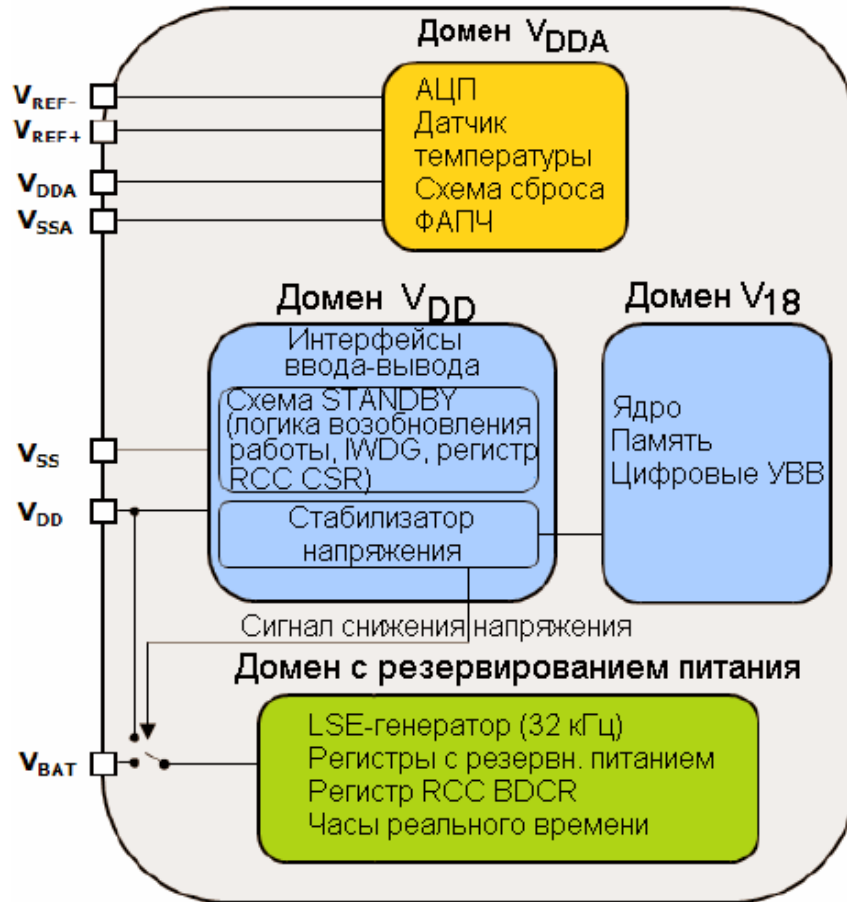 Домен VDDA
VREF-
VREF+
VDDA
VSSA
АЦП
Датчик
температуры
Схема сброса
ФАПЧ
Домен VDD
Домен V18
Интерфейсы
ввода-вывода
Схема STANDBY
(логика возобновления
работы, IWDG, регистр
RCC CSR)
Стабилизатор
напряжения
Ядро
Память
Цифровые УВВ
VSS
VDD
Сигнал снижения напряжения
Домен с резервированием питания
VBAT
LSE-генератор (32 кГц)
Регистры с резервн. питанием
Регистр RCC BDCR
Часы реального времени